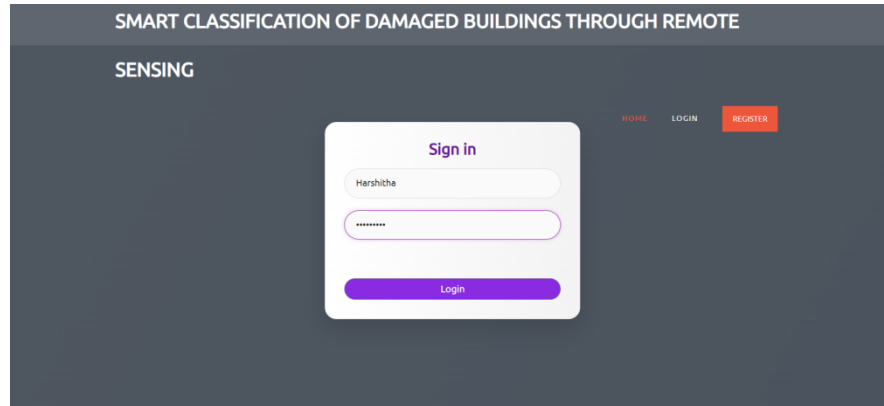 SMART CLASSIFICATION OF DAMAGED BUILDINGS THROUGH REMOTE
SENSING
HOME LOGIN REGISTER
Sign in
Harshitha
•••••••••
Login